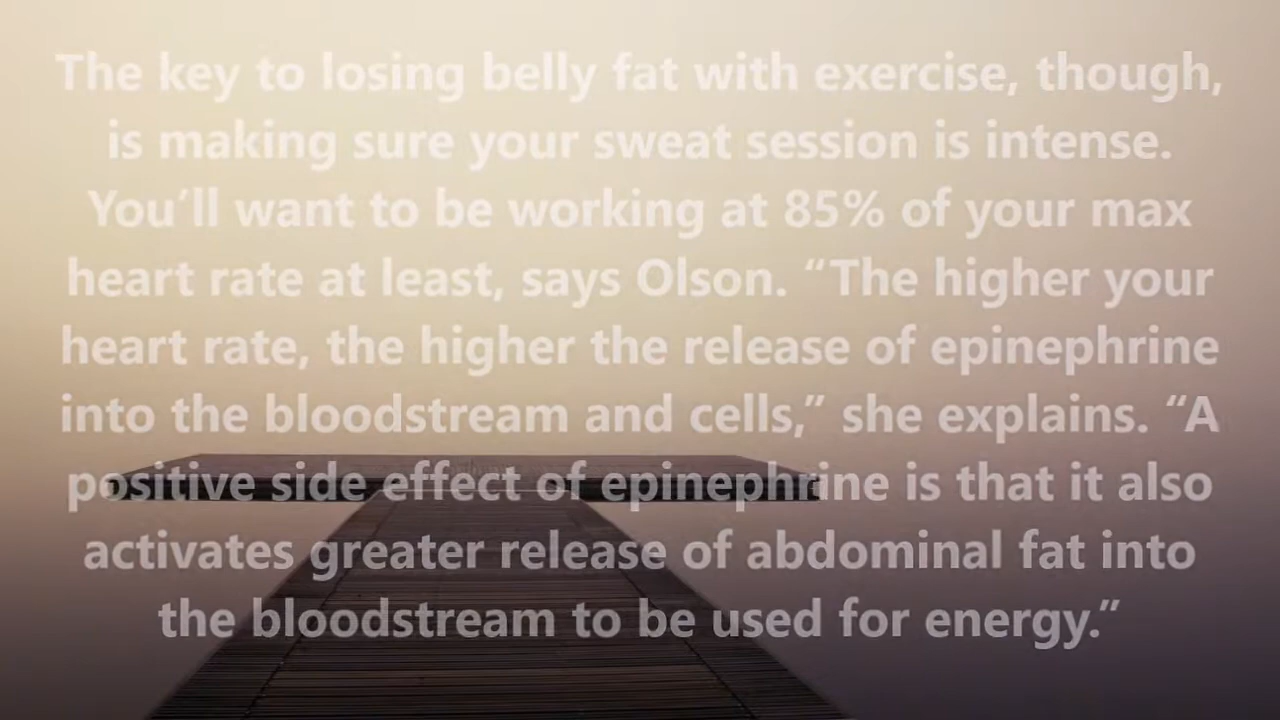 The key to losing belly fat with exercise, though,
is making sure your sweat session is intense.
You’ll want to be working at 85% of your max
heart rate at least, says Olson. “The higher your
heart rate, the higher the release of epinephrine
into the bloodstream and cells,” she explains. “A
positive side effect of epinephrine is that it also
activates greater release of abdominal fat into
the bloodstream to be used for energy.”